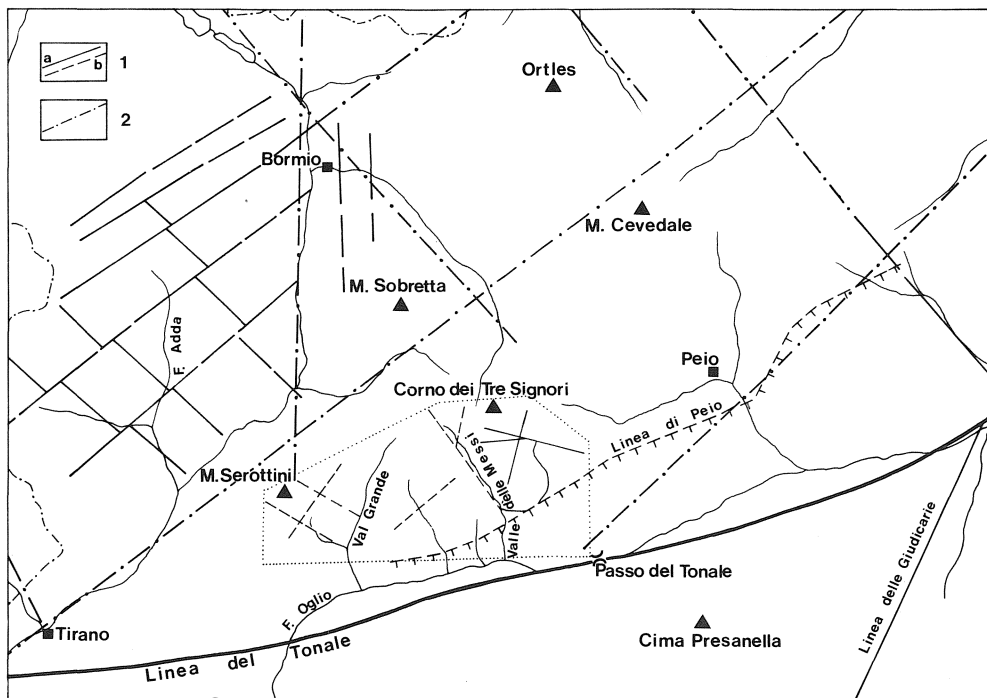 a b 1
2
Ortles
Bormio
M. Cevedale
M. Sobretta
F. Adda
Peio
Corno dei Tre Signori
Linea di Peio
M. Serottini
Val Grande
Valle delle Messi
Passo del Tonale
F. Oglio
Linea delle Giudicarie
Tirano
Cima Presanella
Linea del Tonale